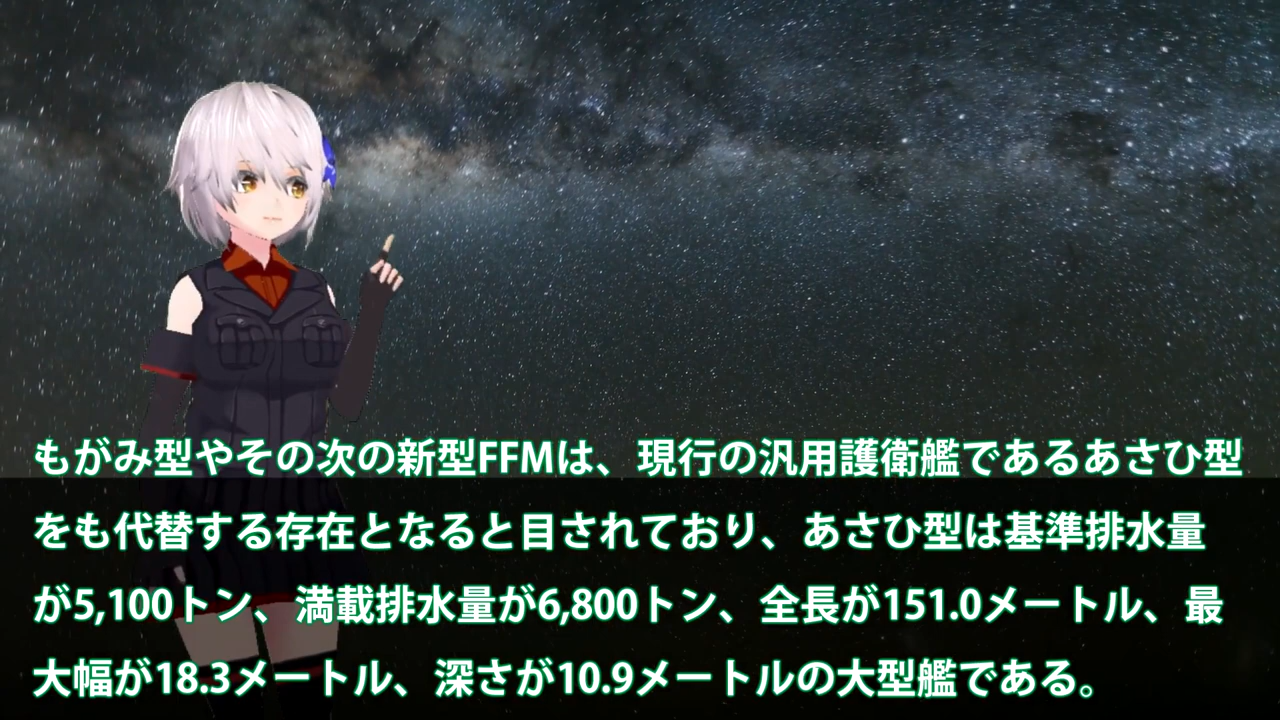 もがみ型やその次の新型FFMは、現行の汎用護衛艦であるあさひ型
をも代替する存在となると目されており、あさひ型は基準排水量
が5,100トン、満載排水量が6,800トン、全長が151.0メートル、最
大幅が18.3メートル、深さが10.9メートルの大型艦である。